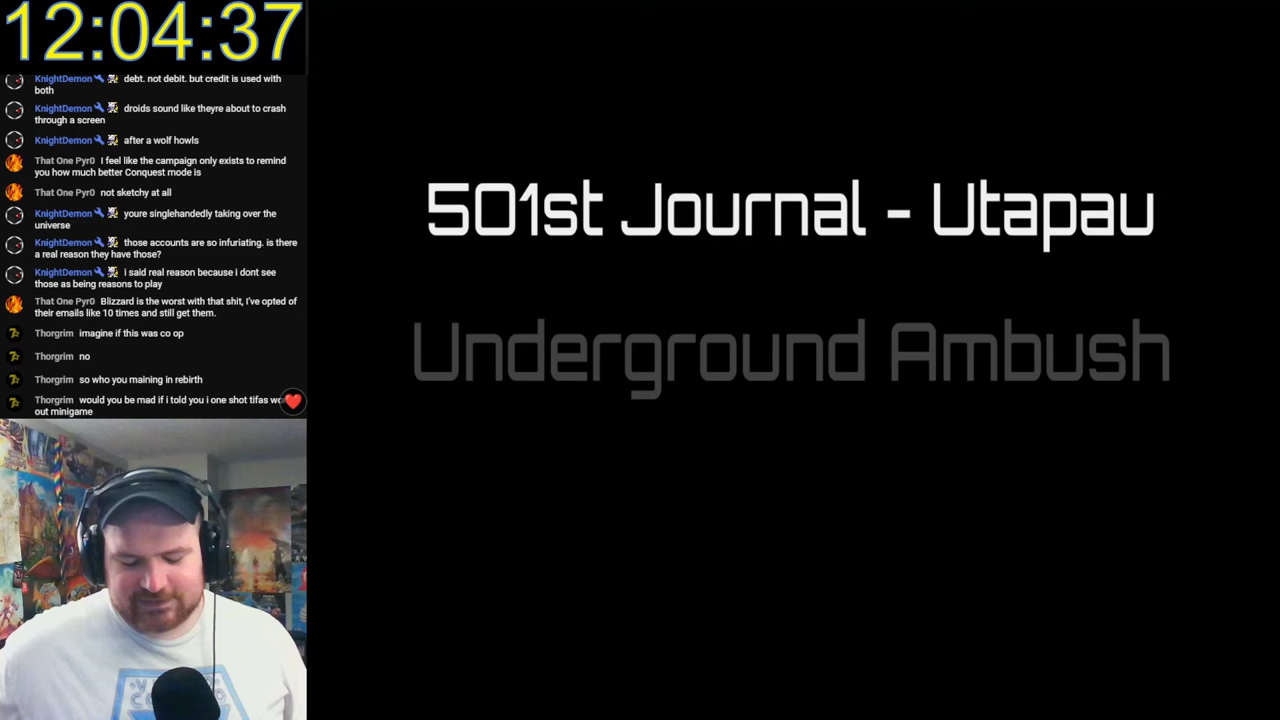 12:04:37
KnightDemon debt. not debit. but credit is used with
both
KnightDemon droids sound like theyre about to crash
through a screen
KnightDemon after a wolf howls
That One Pyr0 I feel like the campaign only exists to remind
you how much better Conquest mode is
That One Pyr0 not sketchy at all
KnightDemon youre singlehandedly taking over the
universe
KnightDemon those accounts are so infuriating. is there
a real reason they have those?
KnightDemon i said real reason because i dont see
those as being reasons to play
That One Pyr0 Blizzard is the worst with that shit, I've opted of
their emails like 10 times and still get them.
Thorgrim imagine if this was co op
Thorgrim no
Thorgrim so who you maining in rebirth
Thorgrim would you be mad if i told you i one shot tifas
out minigame
501st Journal - Utapau
Underground Ambush